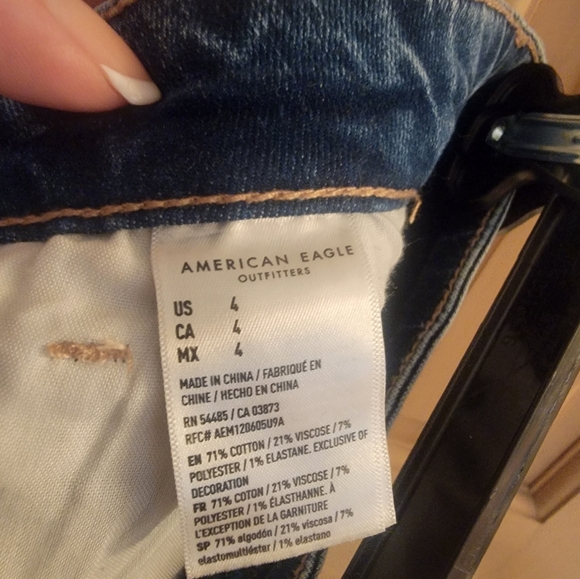 AMERICAN EAGLE
OUTFITTERS
US 4
CA 4
MX 4
MADE IN CHINA / FABRIQUÉ EN
CHINE / HECHO EN CHINA
RN 54485 / CA 03873
RFC# AEM120605U9A
EN 71% COTTON / 21% VISCOSE / 7%
POLYESTER / 1% ELASTANE. EXCLUSIVE OF
DECORATION
FR 71% COTON / 21% VISCOSE / 7%
POLYESTER / 1% ÉLASTHANNE. À
L'EXCEPTION DE LA GARNITURE
SP 71% algodón / 21% viscosa / 7%
elastomultiéster / 1% elastano